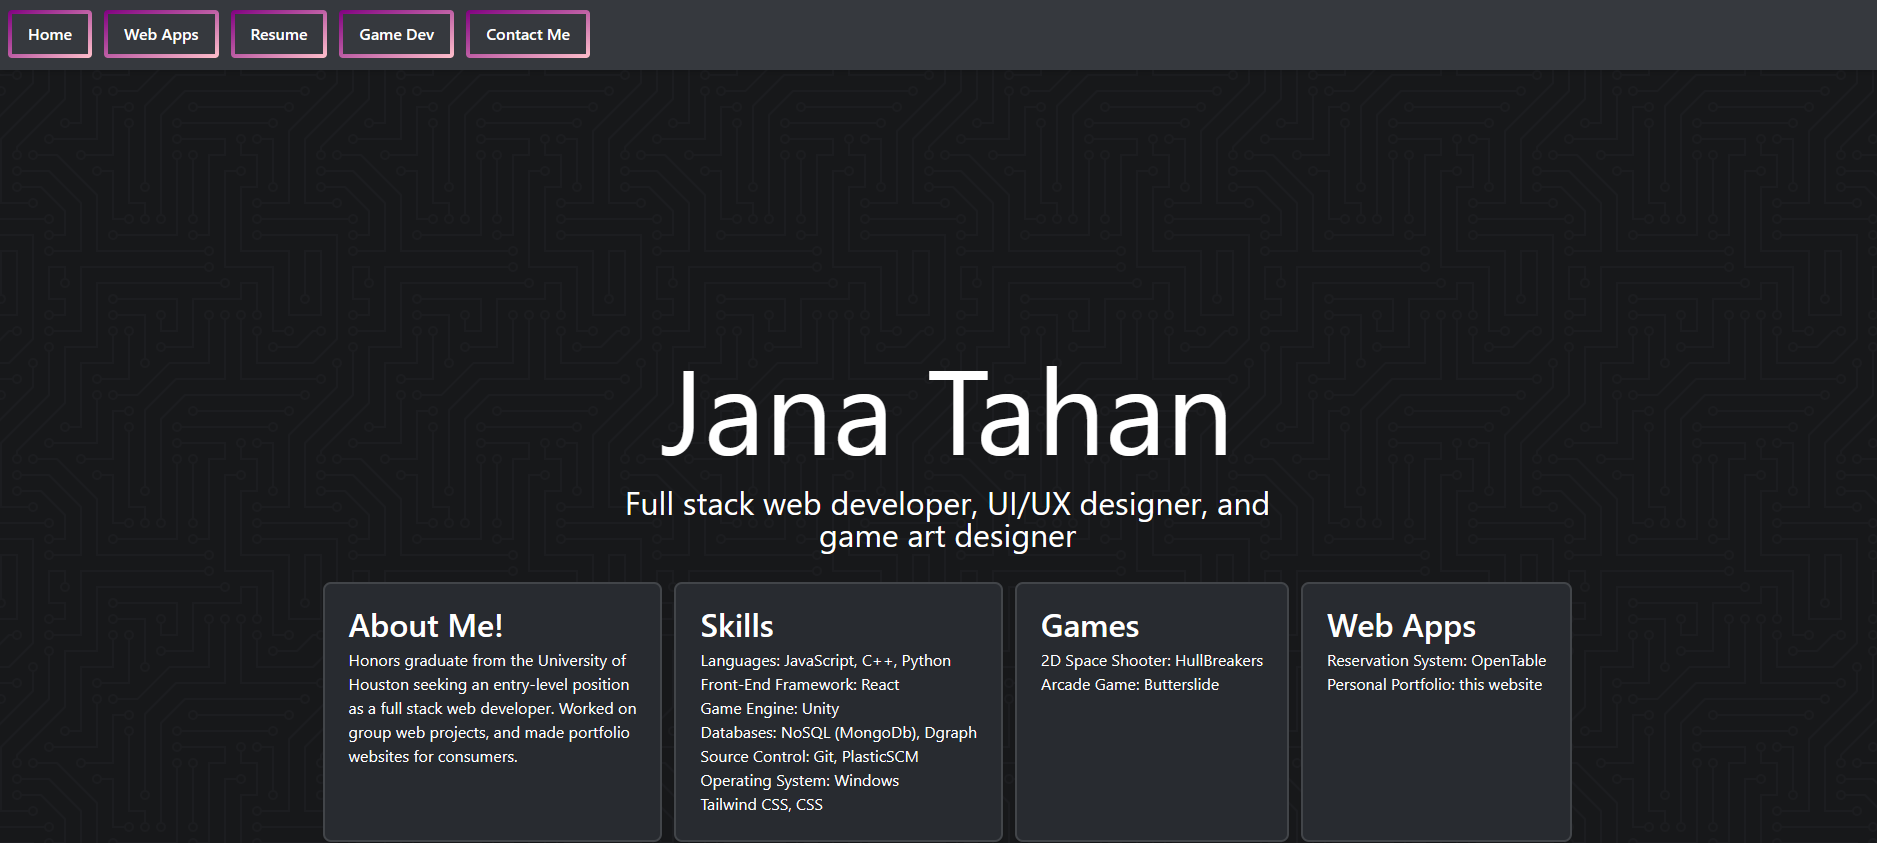 Home
Web Apps
Resume
Game Dev
Contact Me
Jana Tahan
Full stack web developer, UI/UX designer, and
game art designer
About Me!
Honors graduate from the University of
Houston seeking an entry-level position
as a full stack web developer. Worked on
group web projects, and made portfolio
websites for consumers.
Skills
Languages: JavaScript, C++, Python
Front-End Framework: React
Game Engine: Unity
Databases: NoSQL (MongoDb), Dgraph
Source Control: Git, PlasticSCM
Operating System: Windows
Tailwind CSS, CSS
Games
2D Space Shooter: HullBreakers
Arcade Game: Butterslide
Web Apps
Reservation System: OpenTable
Personal Portfolio: this website